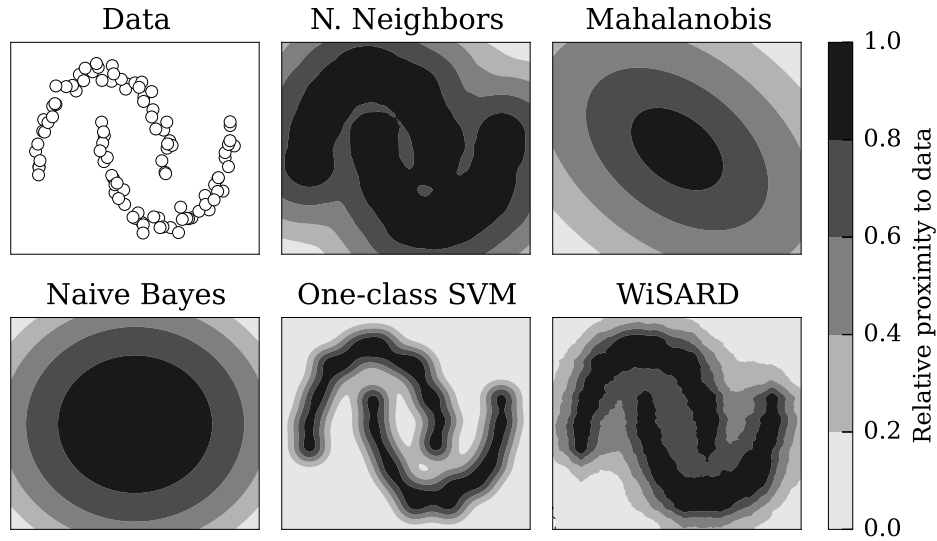 Data
N. Neighbors
Mahalanobis
Naive Bayes
One-class SVM
WiSARD
1.0
0.8
0.6
0.4
0.2
0.0
Relative proximity to data